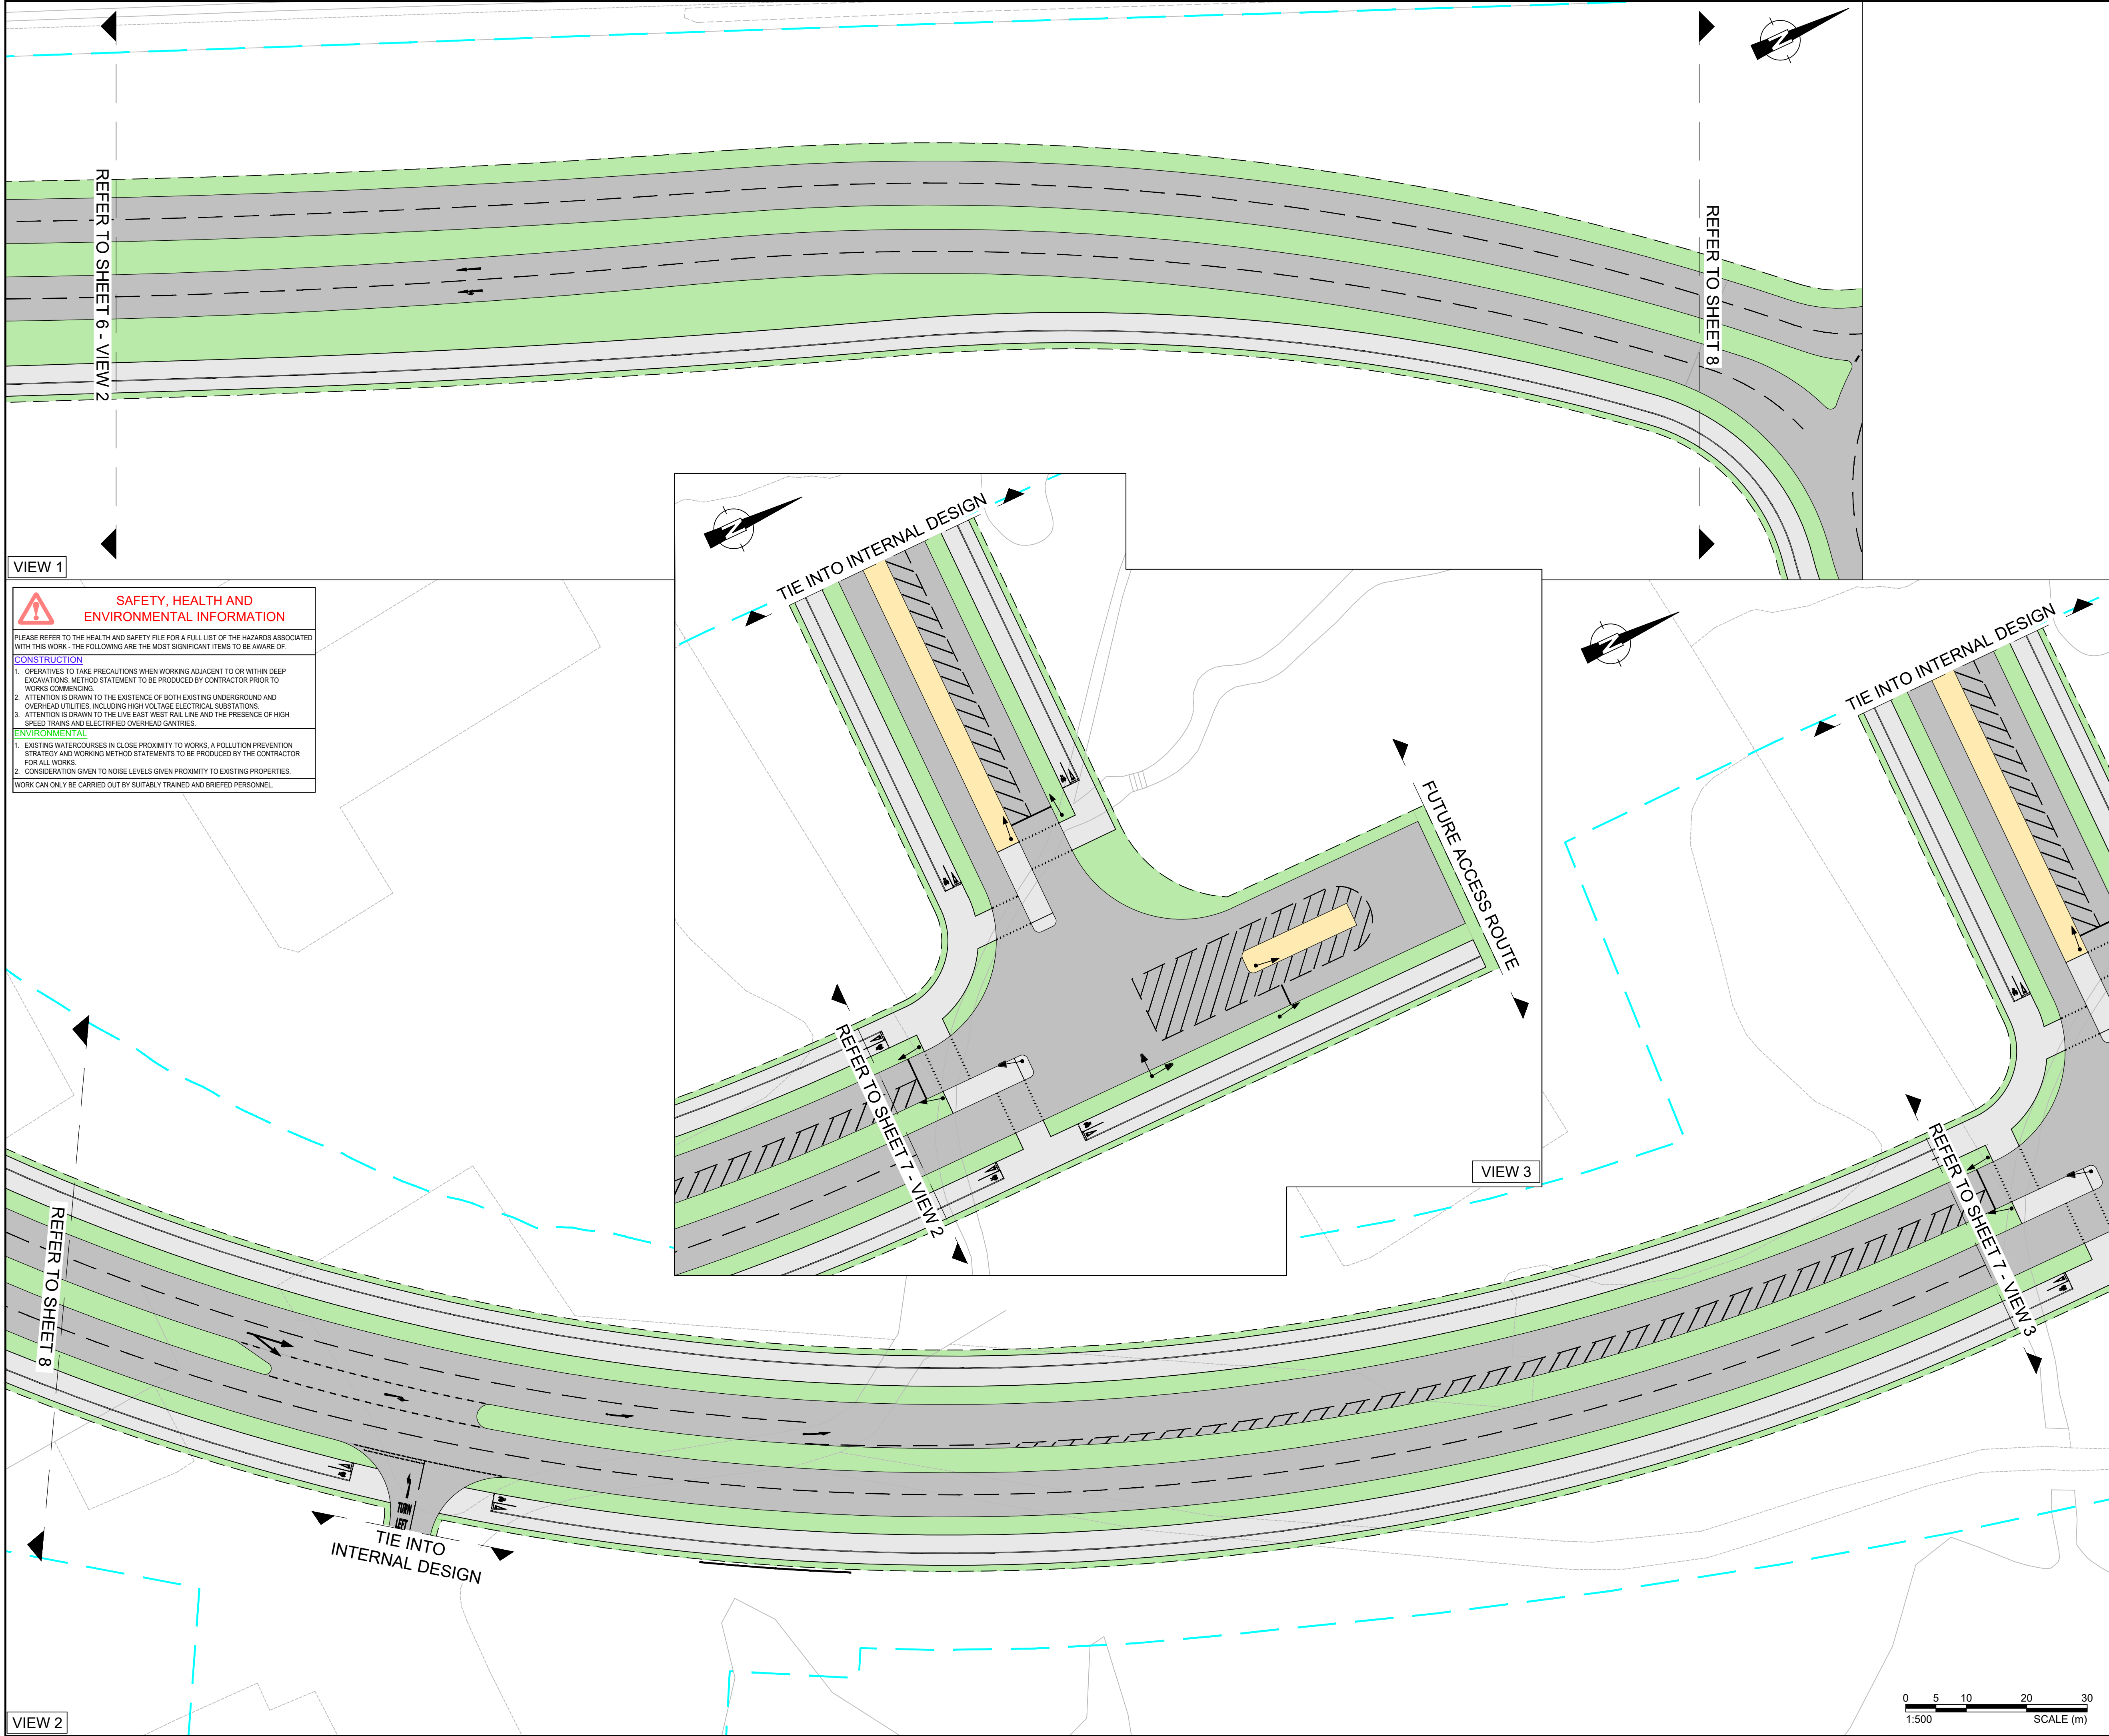 N
REFER TO SHEET 6 - VIEW 2
REFER TO SHEET 8
VIEW 1
SAFETY, HEALTH AND
ENVIRONMENTAL INFORMATION
PLEASE REFER TO THE HEALTH AND SAFETY FILE FOR A FULL LIST OF THE HAZARDS ASSOCIATED
WITH THIS WORK - THE FOLLOWING ARE THE MOST SIGNIFICANT ITEMS TO BE AWARE OF.
CONSTRUCTION
1. OPERATIVES TO TAKE PRECAUTIONS WHEN WORKING ADJACENT TO OR WITHIN DEEP
EXCAVATIONS. METHOD STATEMENT TO BE PRODUCED BY CONTRACTOR PRIOR TO
WORKS COMMENCING.
2. ATTENTION IS DRAWN TO THE EXISTENCE OF BOTH EXISTING UNDERGROUND AND
OVERHEAD UTILITIES, INCLUDING HIGH VOLTAGE ELECTRICAL SUBSTATIONS.
3. ATTENTION IS DRAWN TO THE LIVE EAST WEST RAIL LINE AND THE PRESENCE OF HIGH
SPEED TRAINS AND ELECTRIFIED OVERHEAD GANTRIES.
ENVIRONMENTAL
1. EXISTING WATERCOURSES IN CLOSE PROXIMITY TO WORKS, A POLLUTION PREVENTION
STRATEGY AND WORKING METHOD STATEMENTS TO BE PRODUCED BY THE CONTRACTOR
FOR ALL WORKS.
2. CONSIDERATION GIVEN TO NOISE LEVELS GIVEN PROXIMITY TO EXISTING PROPERTIES.
WORK CAN ONLY BE CARRIED OUT BY SUITABLY TRAINED AND BRIEFED PERSONNEL.
N
TIE INTO INTERNAL DESIGN
FUTURE ACCESS ROUTE
REFER TO SHEET 7 - VIEW 2
VIEW 3
N
TIE INTO INTERNAL DESIGN
REFER TO SHEET 7 - VIEW 3
REFER TO SHEET 8
TURN
LEFT
TIE INTO
INTERNAL DESIGN
VIEW 2
0 5 10 20 30
1:500 SCALE (m)